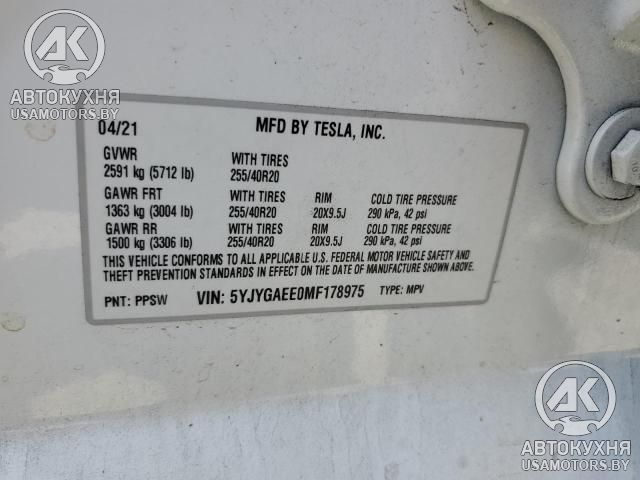 AK
АВТОКУХНЯ
USAMOTORS.BY
04/21 MFD BY TESLA, INC.
GVWR WITH TIRES
2591 kg (5712 lb) 255/40R20
GAWR FRT WITH TIRES RIM COLD TIRE PRESSURE
1363 kg (3004 lb) 255/40R20 20X9.5J 290 kPa, 42 psi
GAWR RR WITH TIRES RIM COLD TIRE PRESSURE
1500 kg (3306 lb) 255/40R20 20X9.5J 290 kPa, 42 psi
THIS VEHICLE CONFORMS TO ALL APPLICABLE U.S. FEDERAL MOTOR VEHICLE SAFETY AND
THEFT PREVENTION STANDARDS IN EFFECT ON THE DATE OF MANUFACTURE SHOWN ABOVE.
PNT: PPSW VIN: 5YJYGAEE0MF178975 TYPE: MPV
AK
АВТОКУХНЯ
USAMOTORS.BY